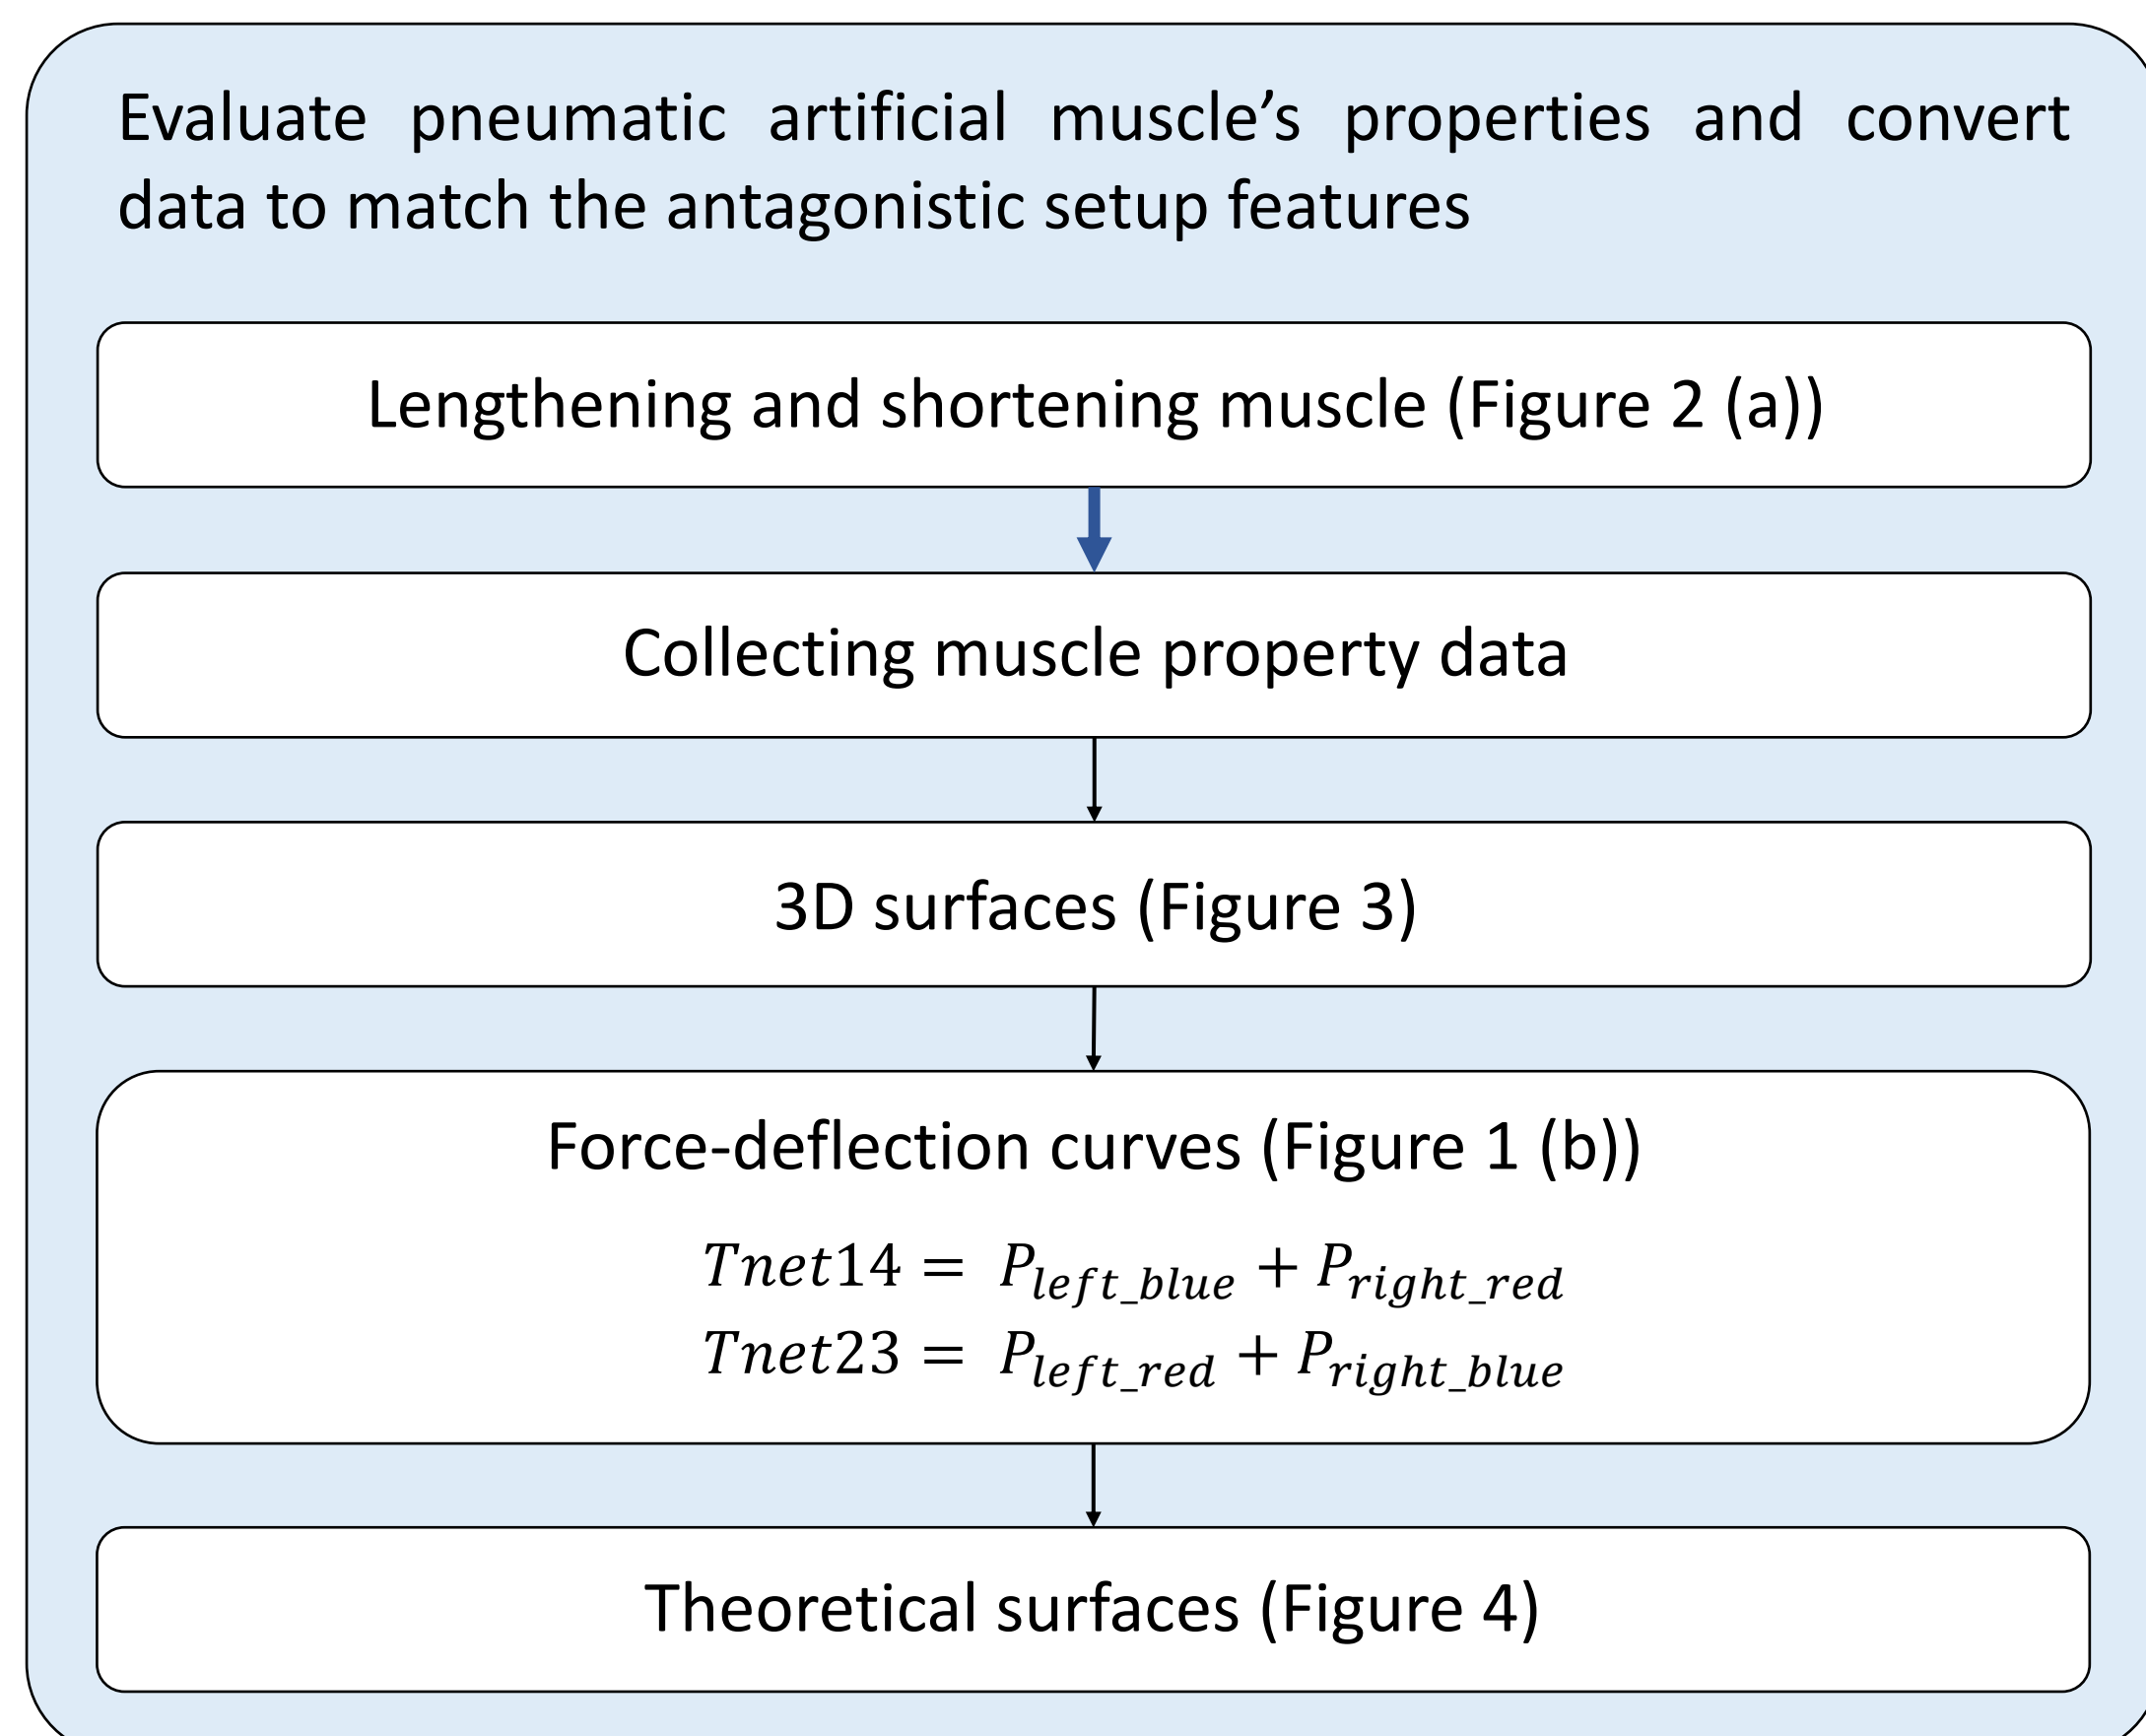 Evaluate pneumatic artificial muscle’s properties and convert
data to match the antagonistic setup features
Lengthening and shortening muscle (Figure 2 (a))
Collecting muscle property data
3D surfaces (Figure 3)
Force-deflection curves (Figure 1 (b))
Tnet14 = P_left_blue + P_right_red
Tnet23 = P_left_red + P_right_blue
Theoretical surfaces (Figure 4)